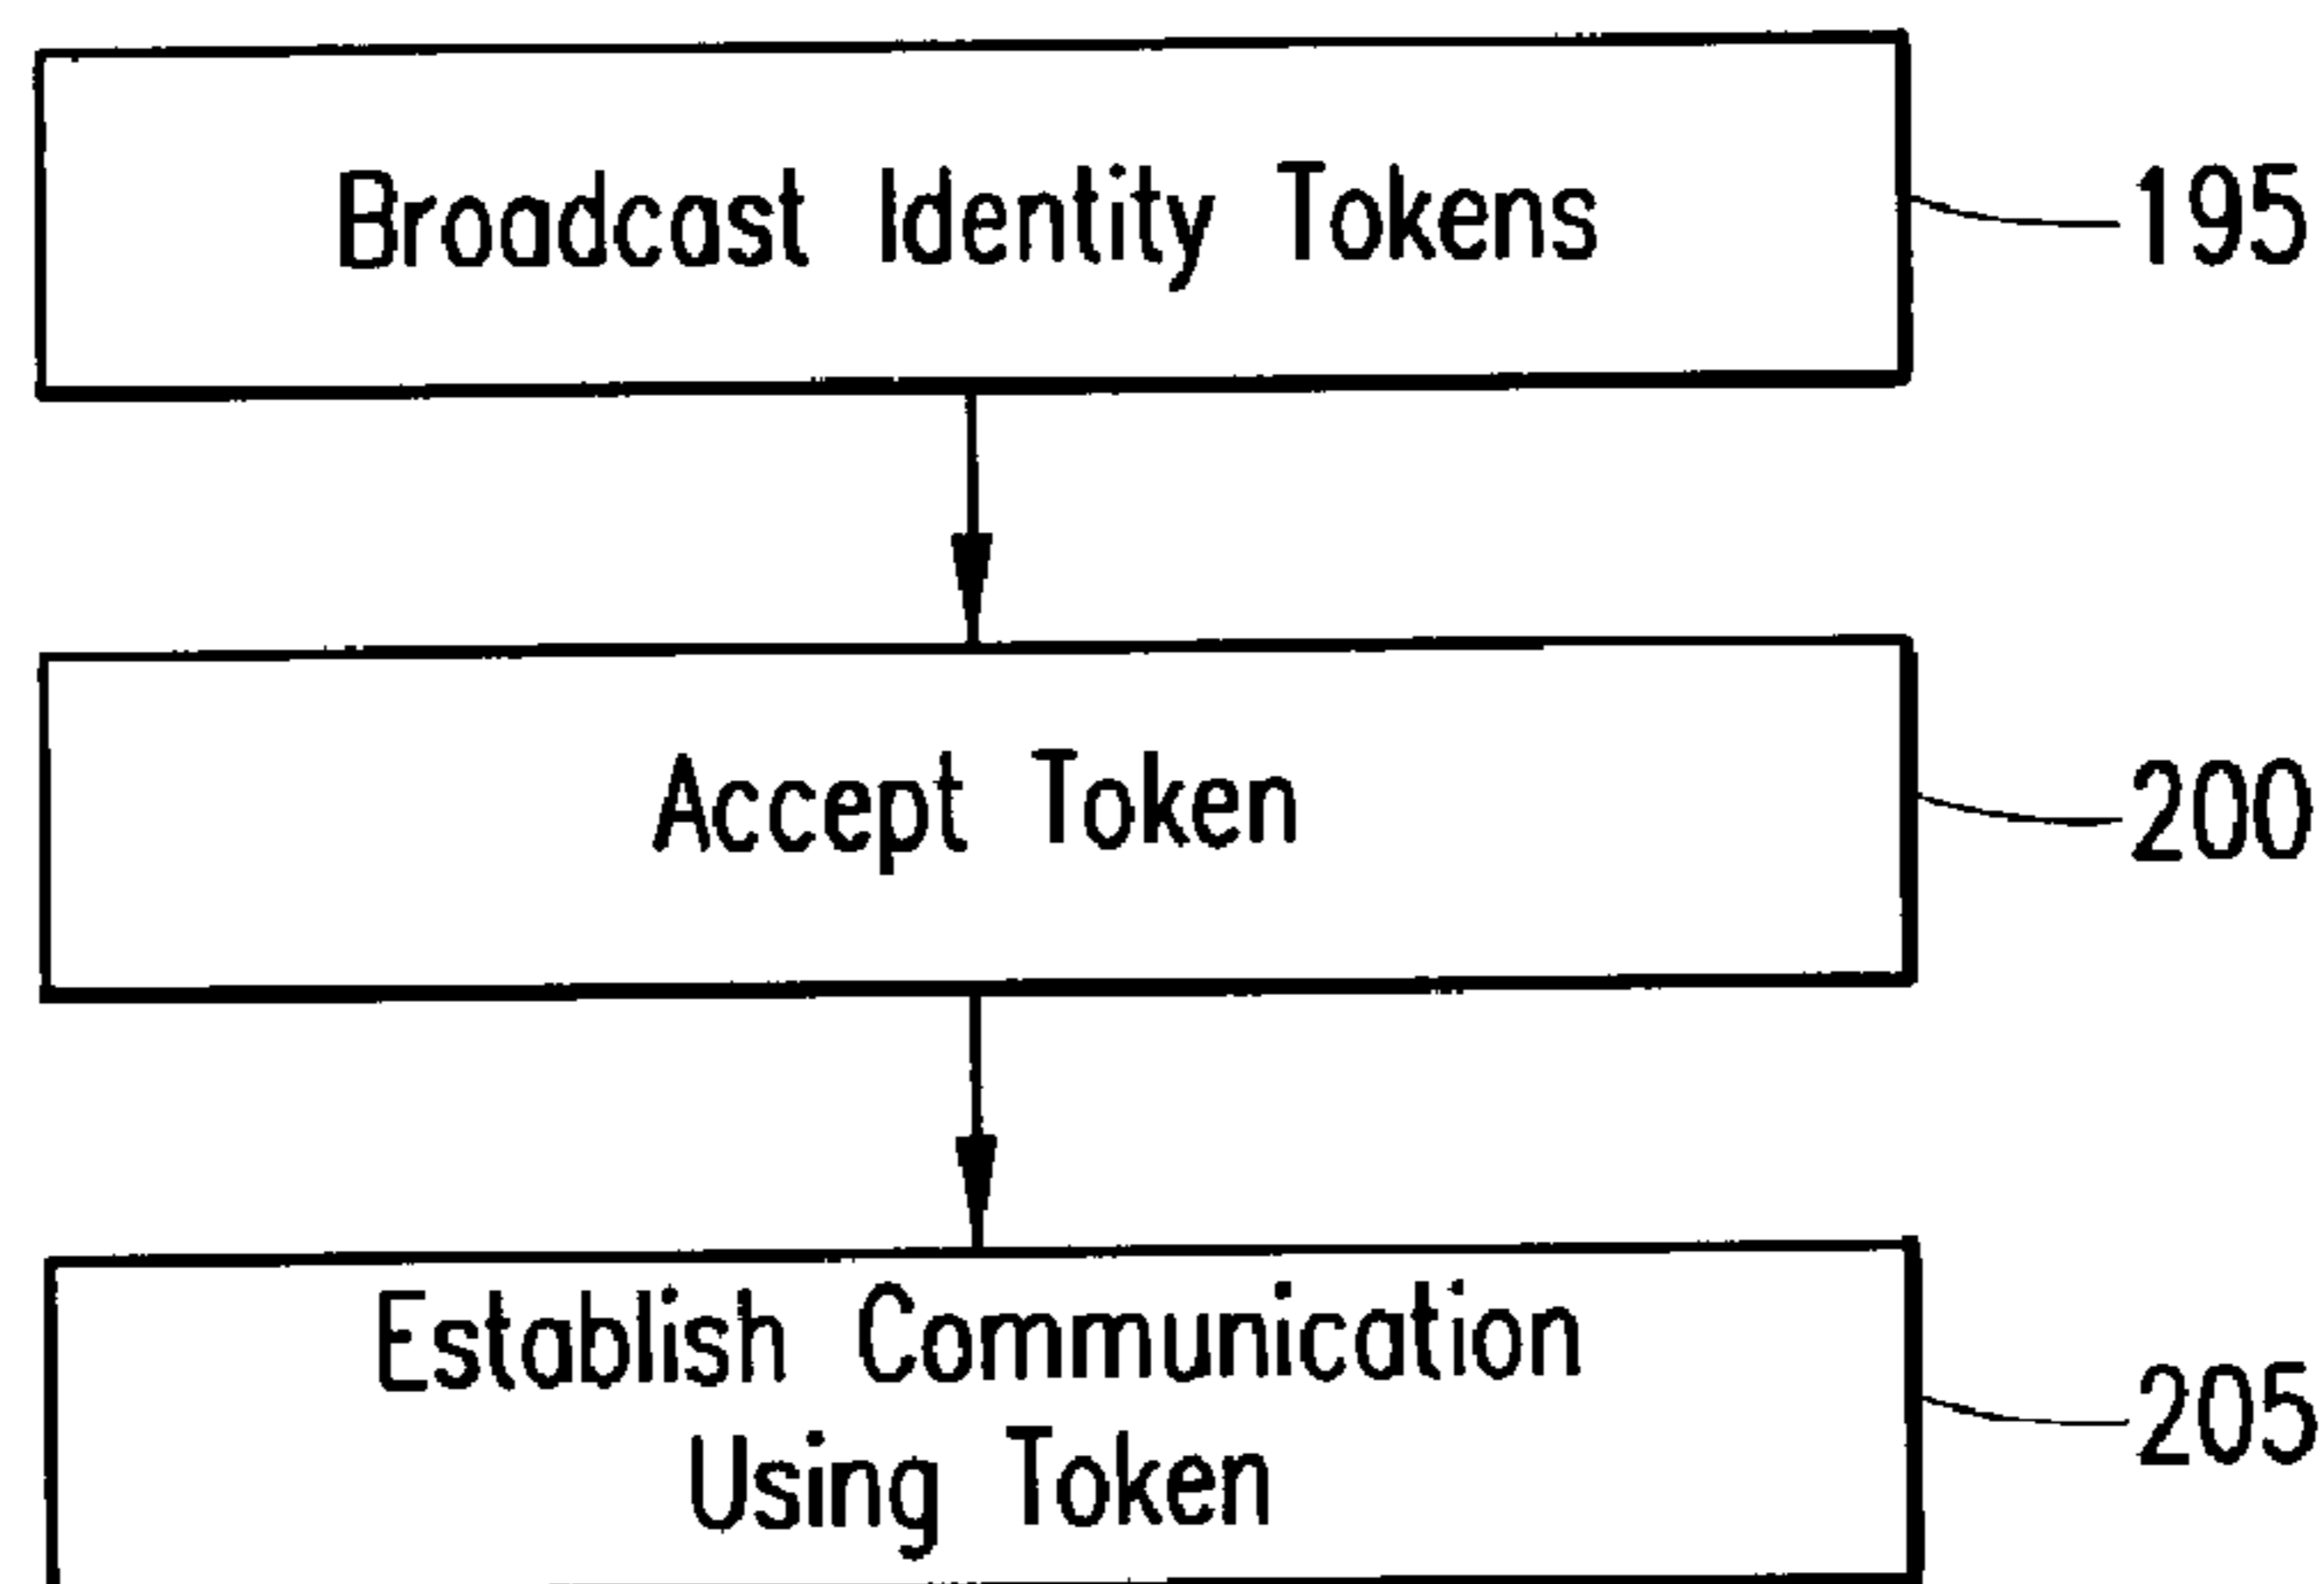 Broadcast Identity Tokens
195
Accept Token
200
Establish Communication
Using Token
205